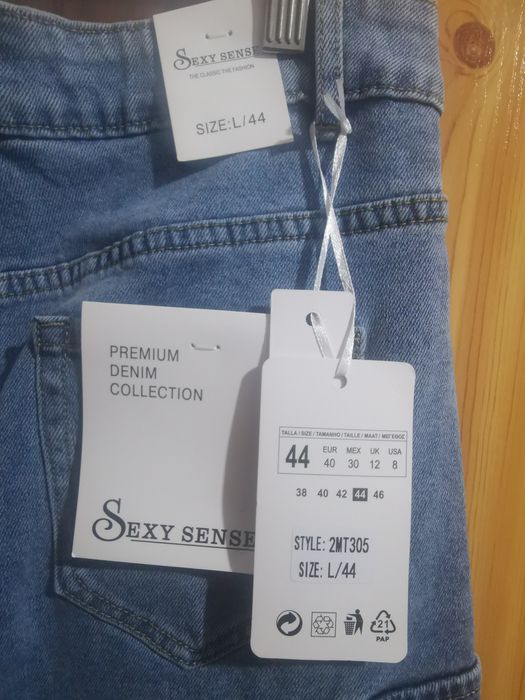 SEXY SENSE
THE CLASSIC THE FASHION
SIZE:L/44
PREMIUM
DENIM
COLLECTION
SEXY SENSE
TALLA / SIZE / TAMANHO / TAILLE / MAAT / ΜΕΓΕΘΟΣ
44 EUR MEX UK USA
40 30 12 8
38 40 42 44 46
STYLE: 2MT305
SIZE: L/44
21
PAP